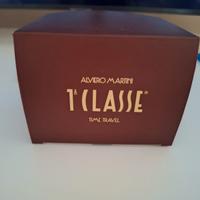 ALVIERO MARTINI
1ᴬ CLASSE®
TIME TRAVEL